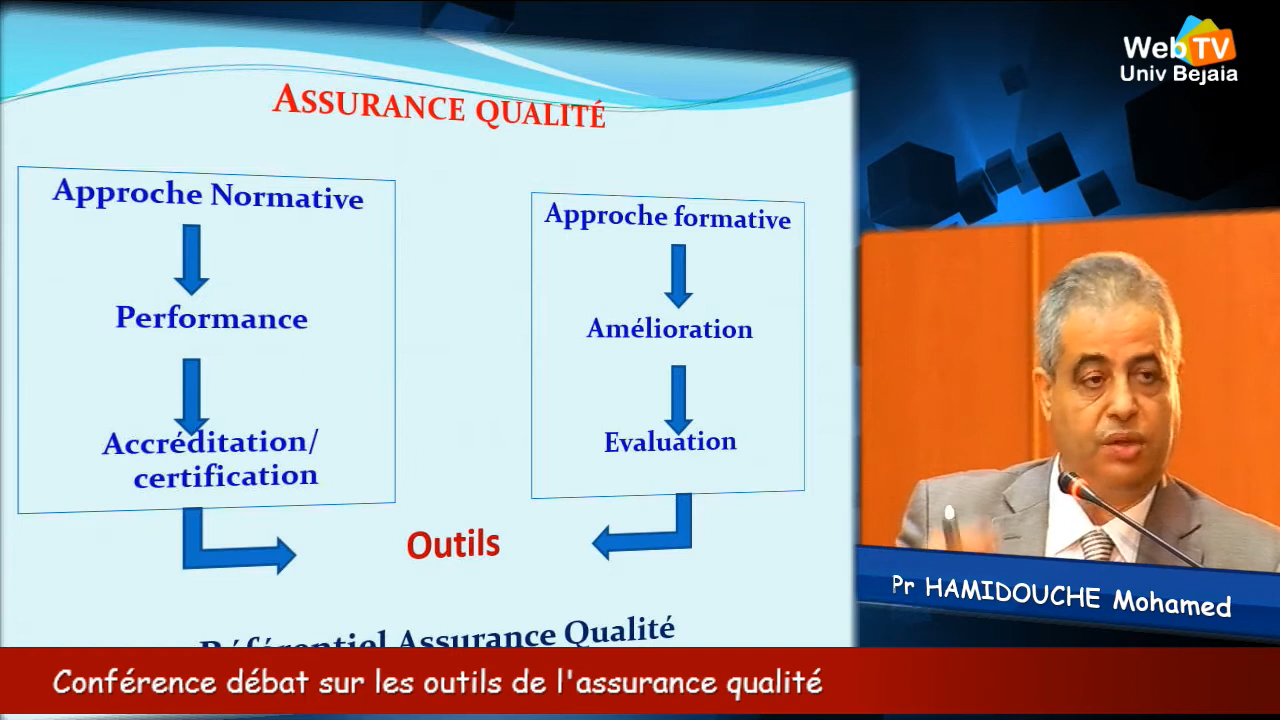 ASSURANCE QUALITÉ
Approche Normative
Performance
Accréditation/
certification
Approche formative
Amélioration
Evaluation
Outils
Référentiel Assurance Qualité
Web TV
Univ Bejaia
Pr HAMIDOUCHE Mohamed
Conférence débat sur les outils de l'assurance qualité